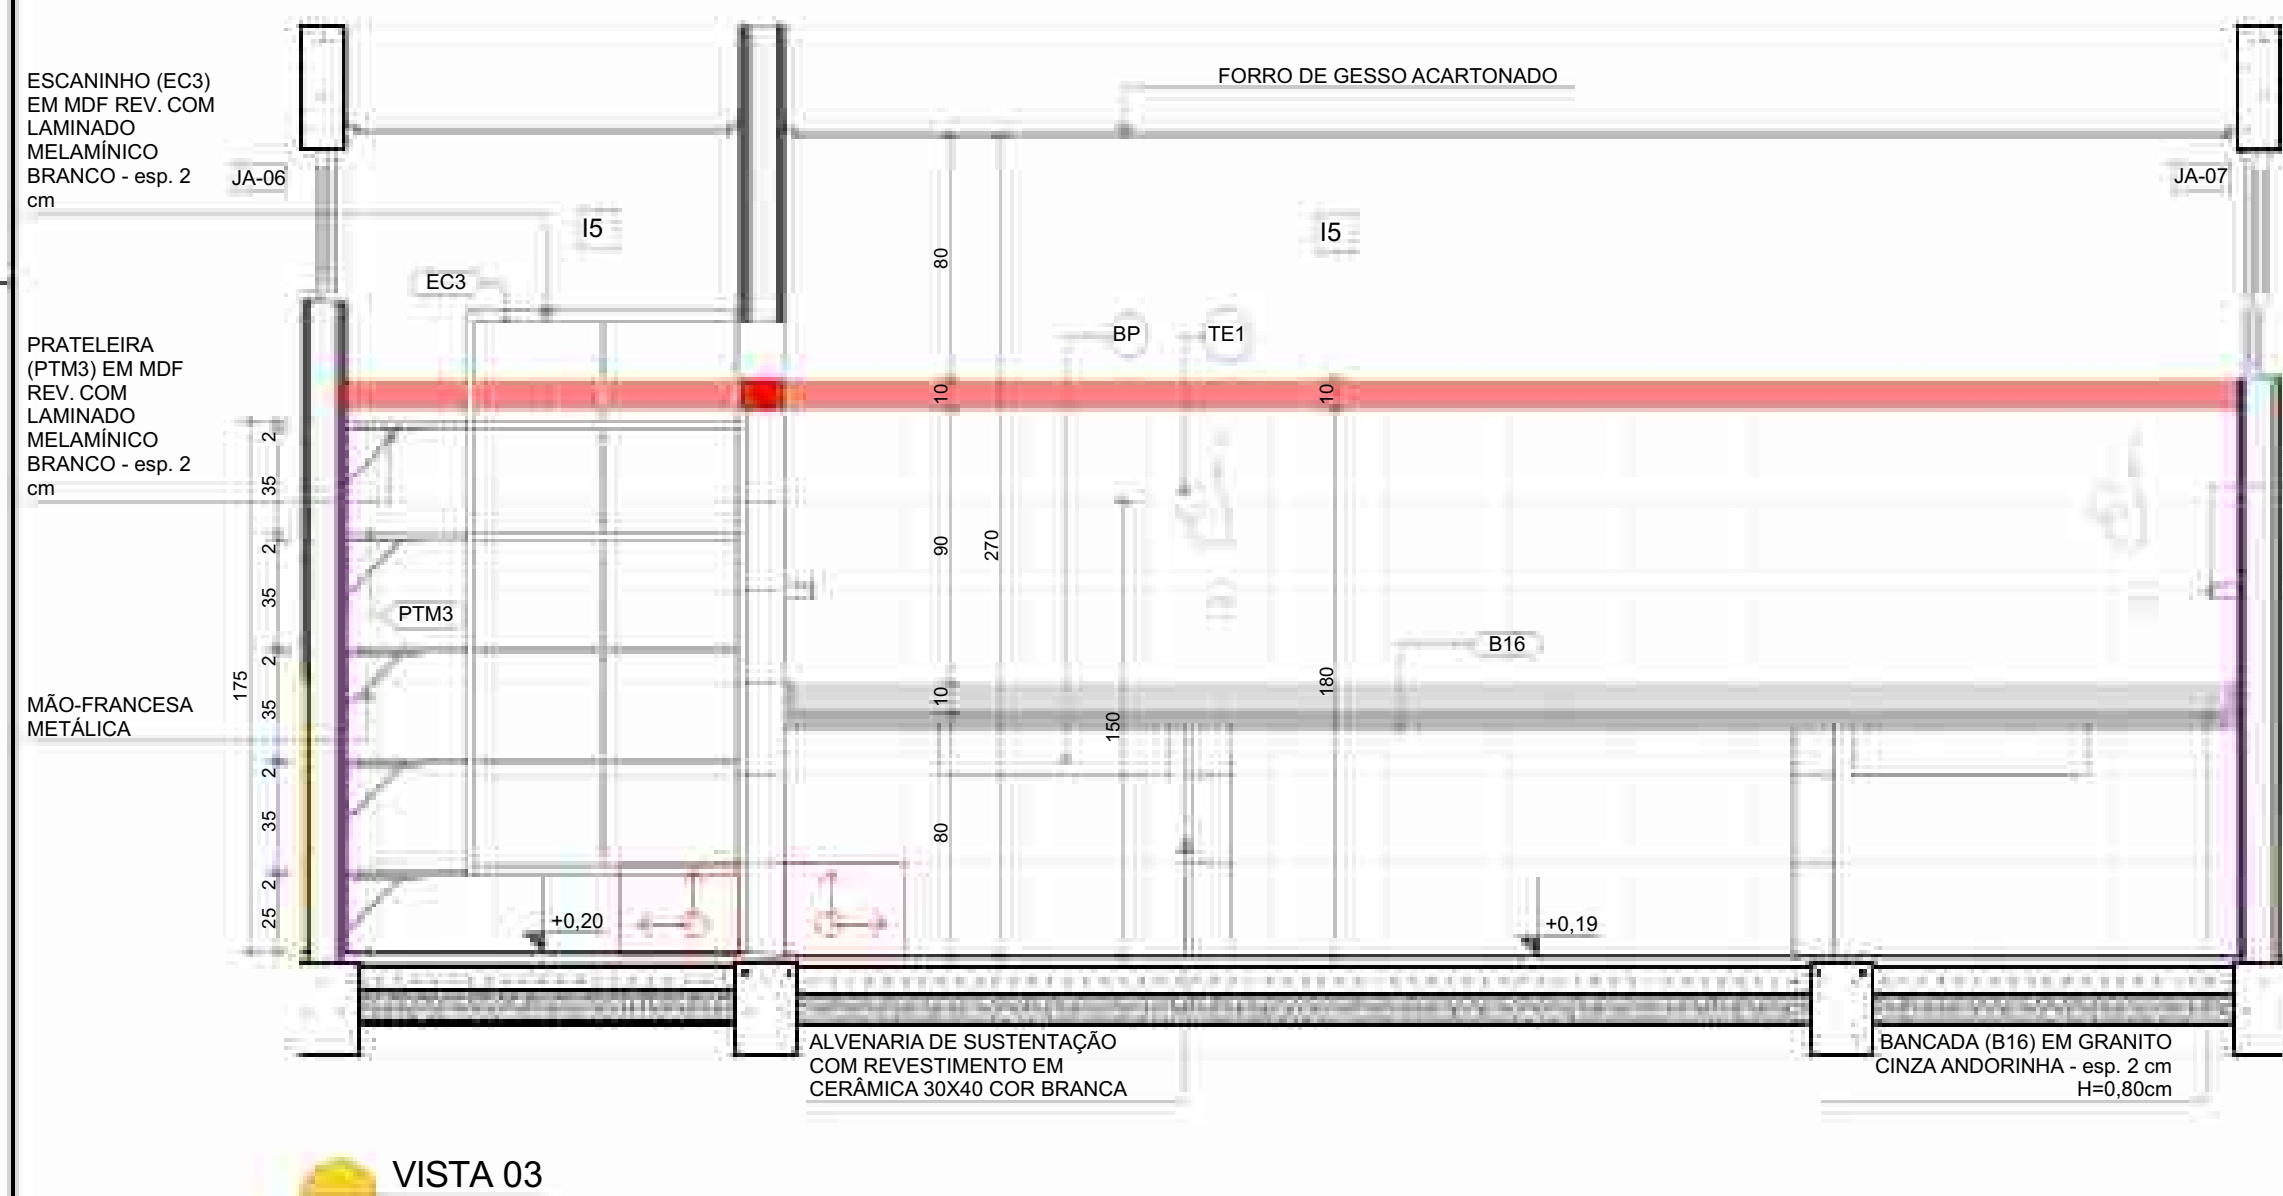 FORRO DE GESSO ACARTONADO
ESCANINHO (EC3)
EM MDF REV. COM
LAMINADO
MELAMÍNICO
BRANCO - esp. 2
cm
JA-06
JA-07
I5
I5
80
EC3
PRATELEIRA
(PTM3) EM MDF
REV. COM
LAMINADO
MELAMÍNICO
BRANCO - esp. 2
cm
BP
TE1
10
10
2
35
2
35
2
35
2
35
2
25
175
90
270
PTM3
B16
MÃO-FRANCESA
METÁLICA
10
150
180
80
+0,20
+0,19
ALVENARIA DE SUSTENTAÇÃO
COM REVESTIMENTO EM
CERÂMICA 30X40 COR BRANCA
BANCADA (B16) EM GRANITO
CINZA ANDORINHA - esp. 2 cm
H=0,80cm
VISTA 03